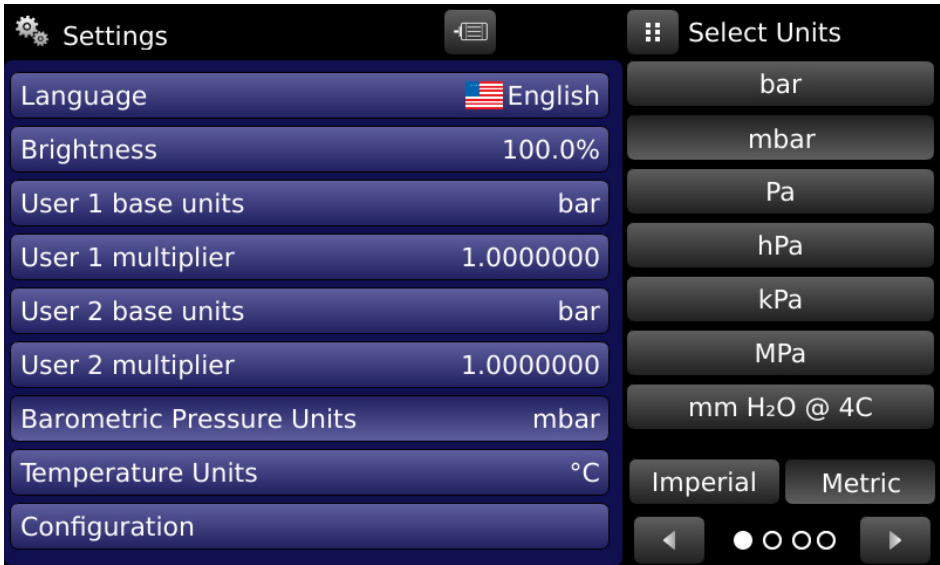 Settings
Language English
Brightness 100.0%
User 1 base units bar
User 1 multiplier 1.0000000
User 2 base units bar
User 2 multiplier 1.0000000
Barometric Pressure Units mbar
Temperature Units °C
Configuration
Select Units
bar
mbar
Pa
hPa
kPa
MPa
mm H₂O @ 4C
Imperial Metric